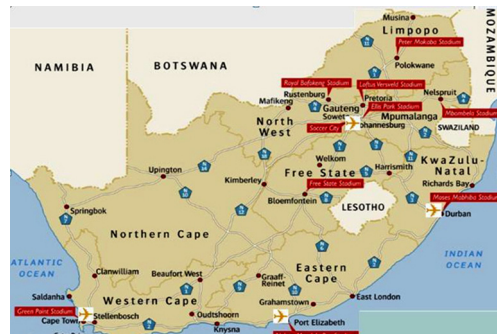 Musina
Limpopo
Peter Mokaba Stadium
Polokwane
MOZAMBIQUE
NAMIBIA
BOTSWANA
Royal Bafokeng Stadium
Loftus Versveld Stadium
Rustenburg
Pretoria
Nelspruit
Mafikeng
Gauteng
Ellis Park Stadium
Mbombela Stadium
North
West
Soweto
Johannesburg
Mpumalanga
Soccer City
SWAZILAND
Welkom
KwaZulu-
Natal
Upington
Kimberley
Free State
Harrismith
Richards Bay
Free State Stadium
Bloemfontein
Moses Mabhida Stadium
Springbok
LESOTHO
Durban
Northern Cape
ATLANTIC
OCEAN
INDIAN
OCEAN
Clanwilliam
Beaufort West
Graaff-
Reinet
Eastern
Cape
Saldanha
Western Cape
Grahamstown
East London
Green Point Stadium
Cape Town
Stellenbosch
Oudtshoorn
Knysna
Port Elizabeth